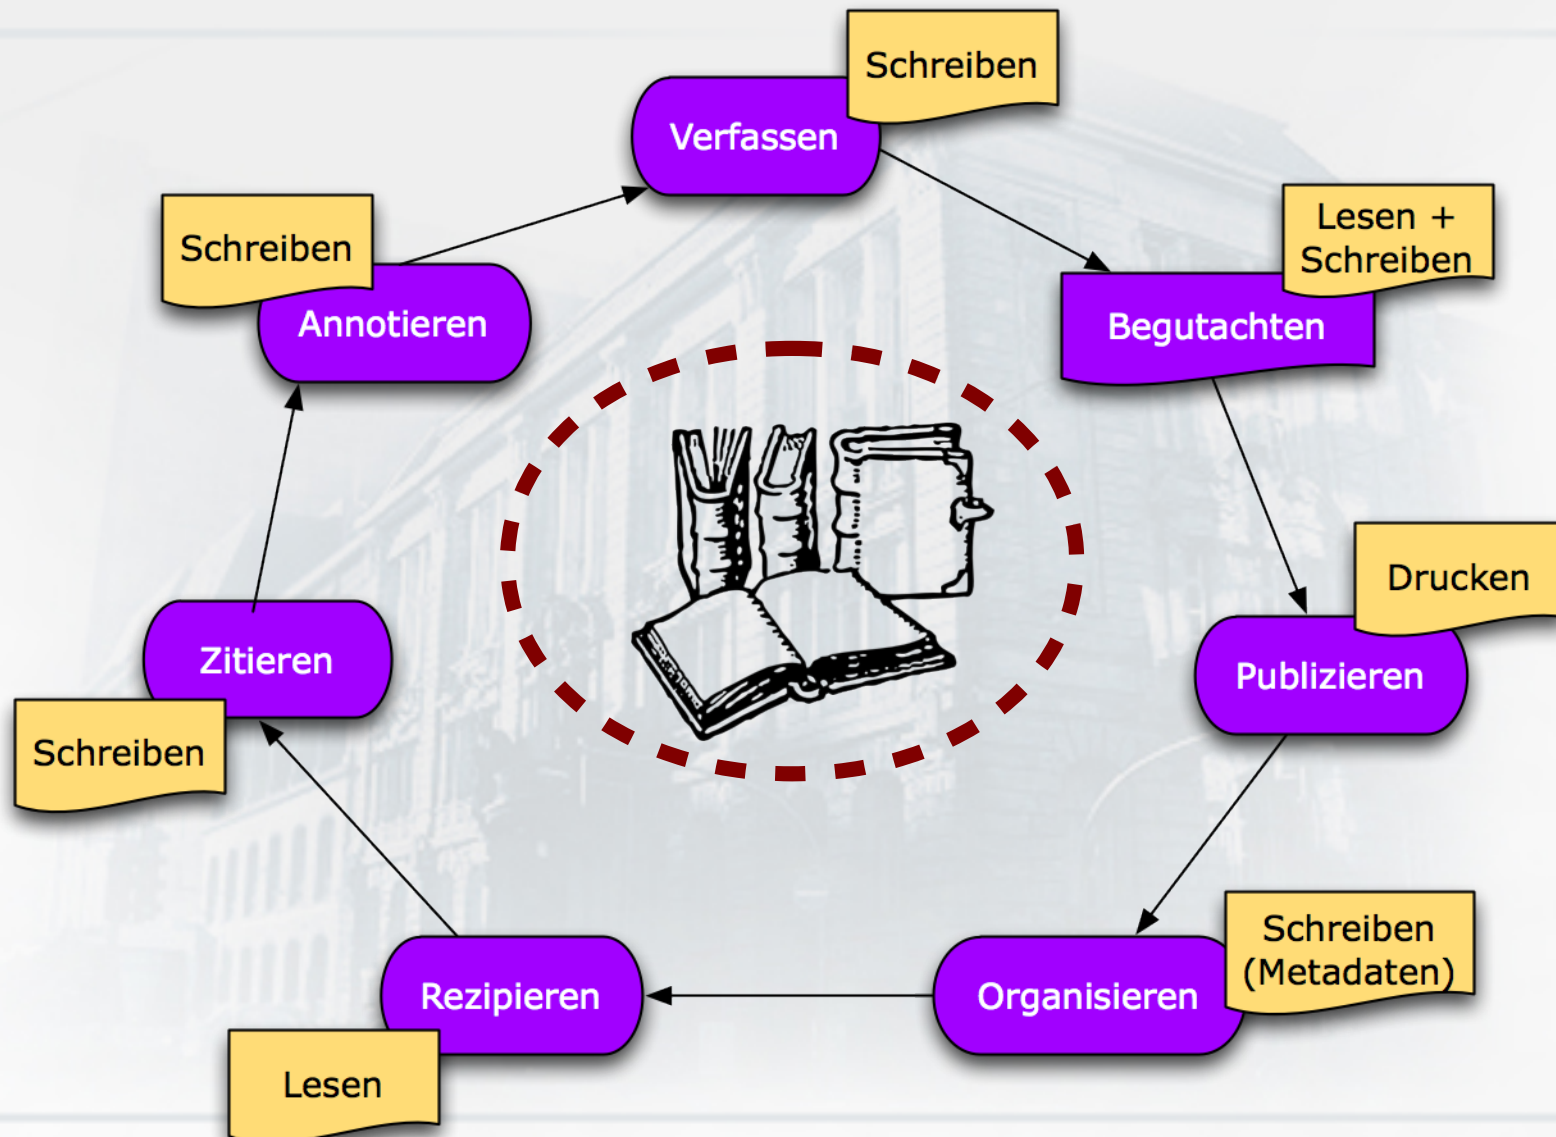 Schreiben
Verfassen
Lesen +
Schreiben
Begutachten
Drucken
Publizieren
Schreiben
(Metadaten)
Organisieren
Rezipieren
Lesen
Zitieren
Schreiben
Schreiben
Annotieren